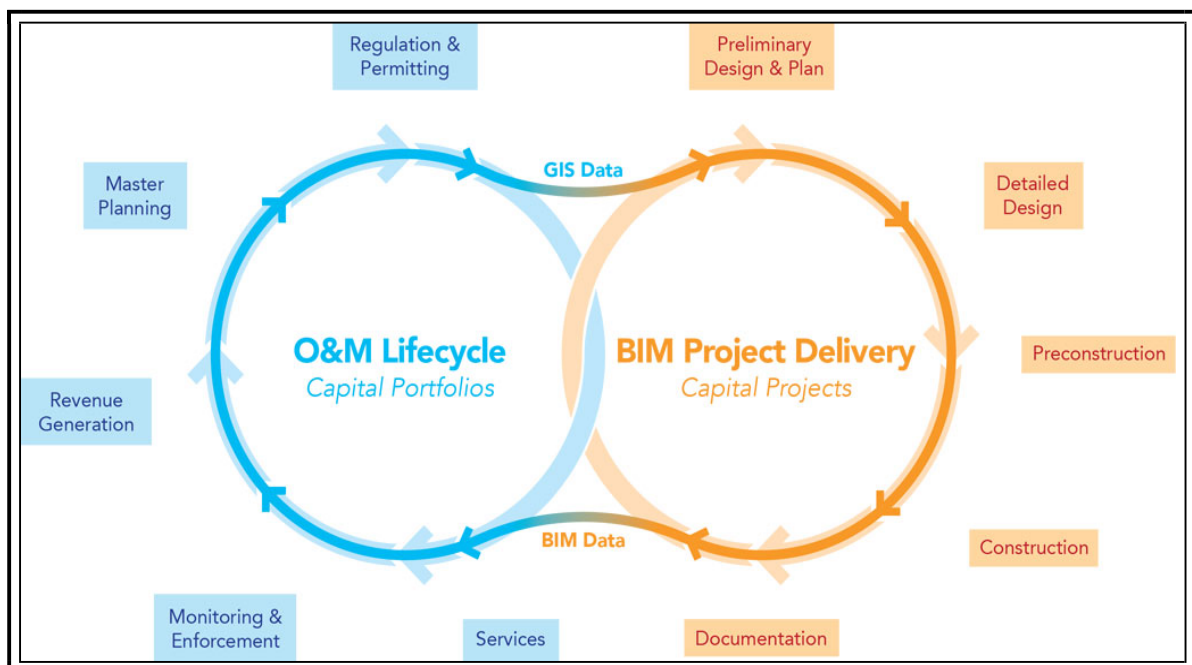 Regulation &
Permitting
Preliminary
Design & Plan
GIS Data
Master
Planning
Detailed
Design
O&M Lifecycle
Capital Portfolios
BIM Project Delivery
Capital Projects
Preconstruction
Revenue
Generation
BIM Data
Construction
Monitoring &
Enforcement
Services
Documentation